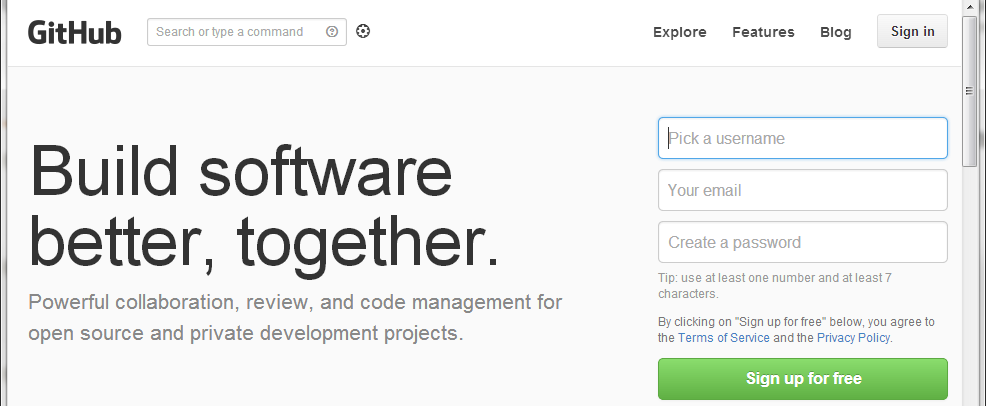 GitHub
Search or type a command
Explore
Features
Blog
Sign in
Build software
better, together.
Powerful collaboration, review, and code management for
open source and private development projects.
Pick a username
Your email
Create a password
Tip: use at least one number and at least 7
characters.
By clicking on "Sign up for free" below, you agree to
the Terms of Service and the Privacy Policy.
Sign up for free